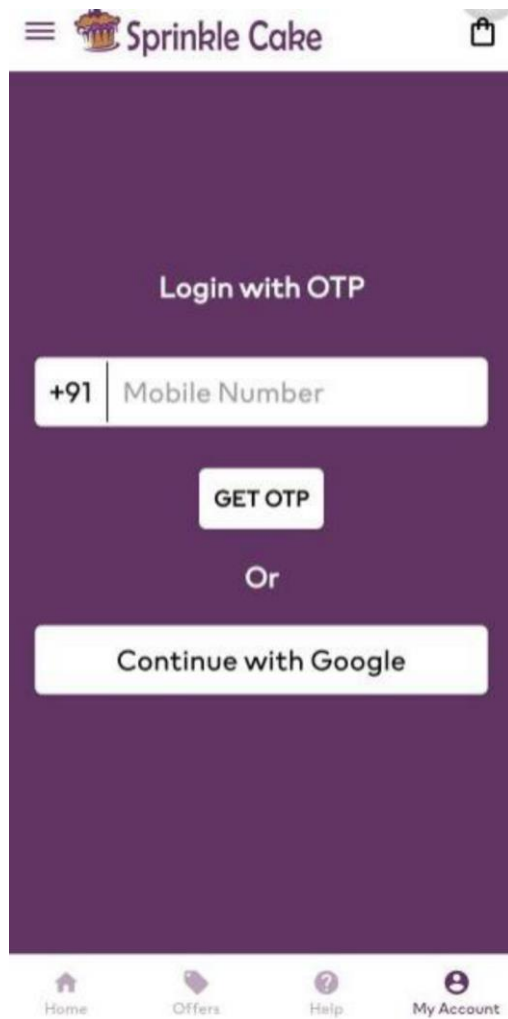 Sprinkle Cake
Login with OTP
+91 Mobile Number
GET OTP
Or
Continue with Google
Home Offers Help My Account